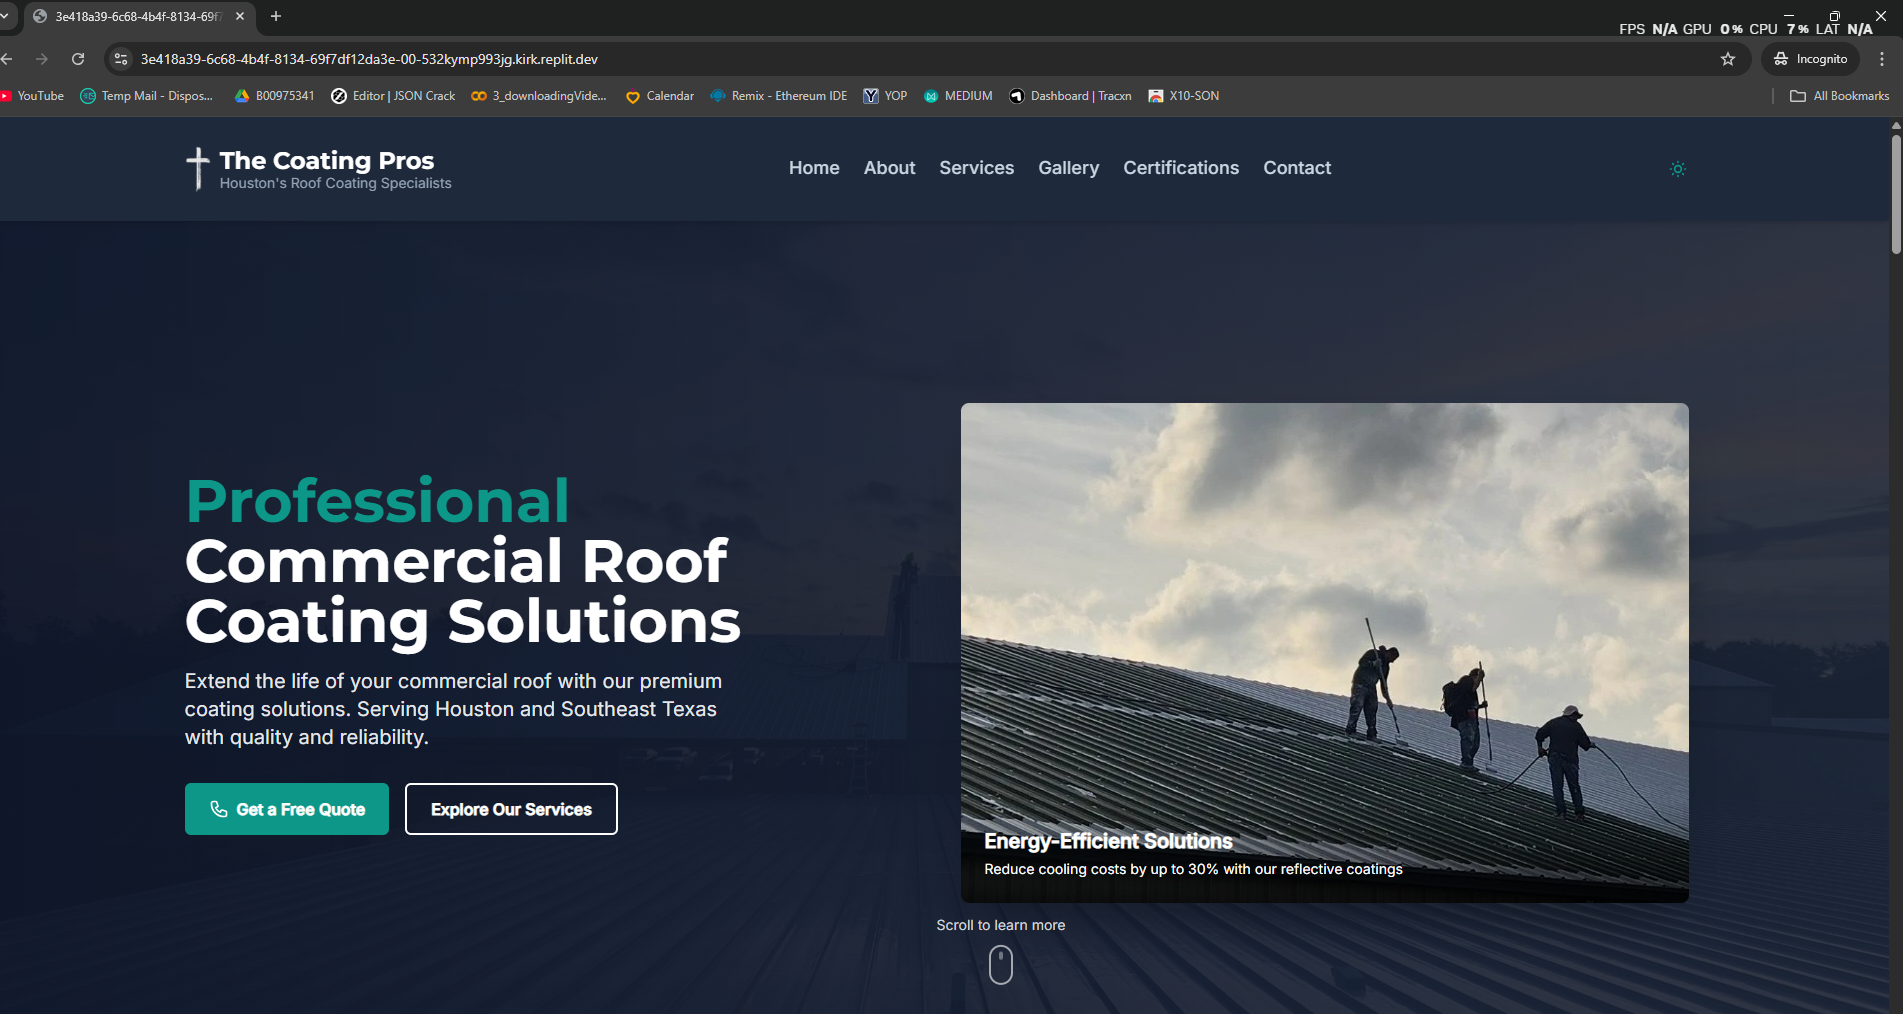 3e418a39-6c68-4b4f-8134-69f7
FPS N/A GPU 0% CPU 7% LAT N/A
3e418a39-6c68-4b4f-8134-69f7df12da3e-00-532kymp993jg.kirk.replit.dev
Incognito
YouTube Temp Mail - Dispos... B00975341 Editor | JSON Crack 3_downloadingVide... Calendar Remix - Ethereum IDE YOP MEDIUM Dashboard | Tracxn X10-SON All Bookmarks
The Coating Pros
Houston's Roof Coating Specialists
Home About Services Gallery Certifications Contact
Professional
Commercial Roof
Coating Solutions
Extend the life of your commercial roof with our premium
coating solutions. Serving Houston and Southeast Texas
with quality and reliability.
Get a Free Quote Explore Our Services
Energy-Efficient Solutions
Reduce cooling costs by up to 30% with our reflective coatings
Scroll to learn more